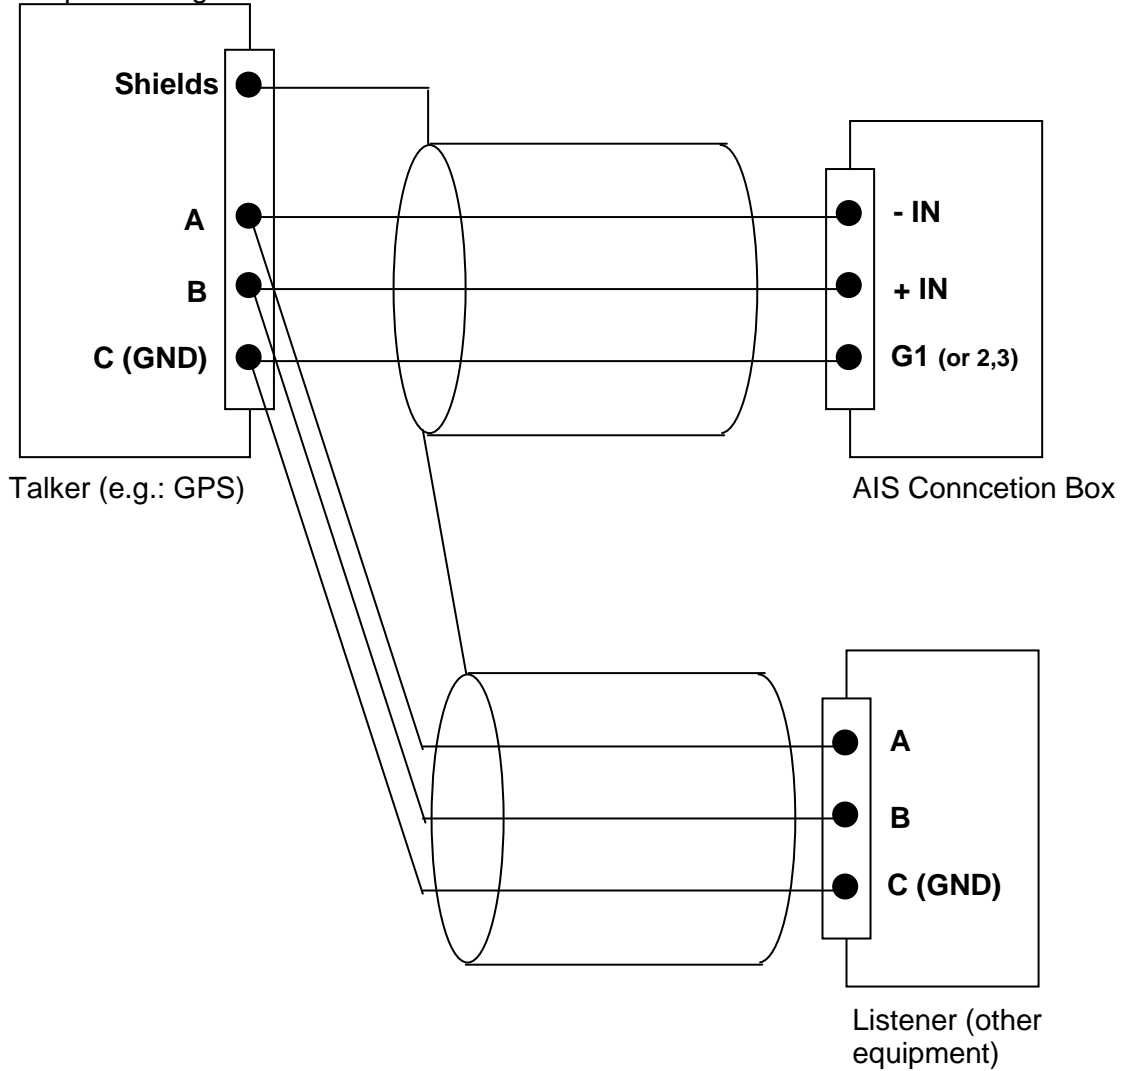 Shields
A
B
C (GND)
Talker (e.g.: GPS)
- IN
+ IN
G1 (or 2,3)
AIS Conncetion Box
A
B
C (GND)
Listener (other
equipment)